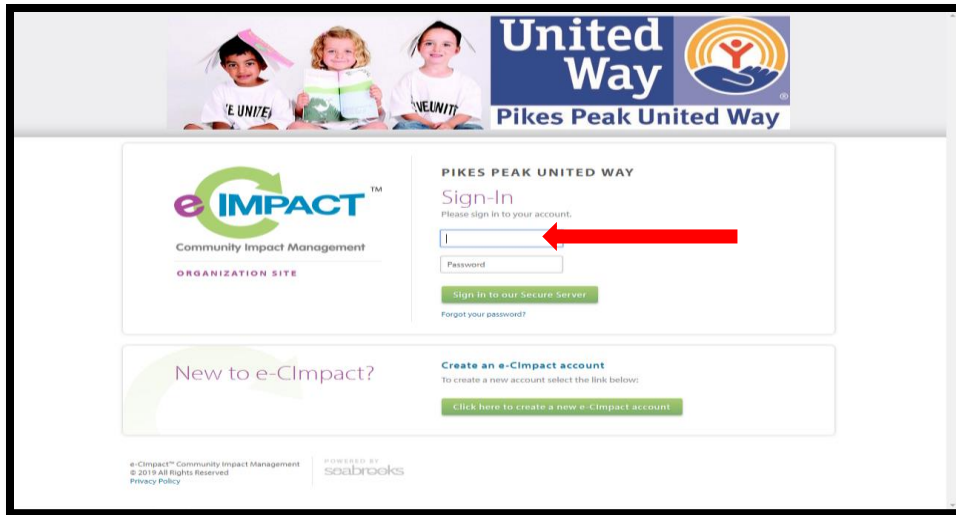 United
Way
®
Pikes Peak United Way
E UNITE
VEUNIT
e CIMPACT™
Community Impact Management
ORGANIZATION SITE
PIKES PEAK UNITED WAY
Sign-In
Please sign in to your account.
Password
Sign in to our Secure Server
Forgot your password?
New to e-CImpact?
Create an e-CImpact account
To create a new account select the link below:
Click here to create a new e-CImpact account
e-CImpact™ Community Impact Management
© 2019 All Rights Reserved
Privacy Policy
POWERED BY
seabrooks